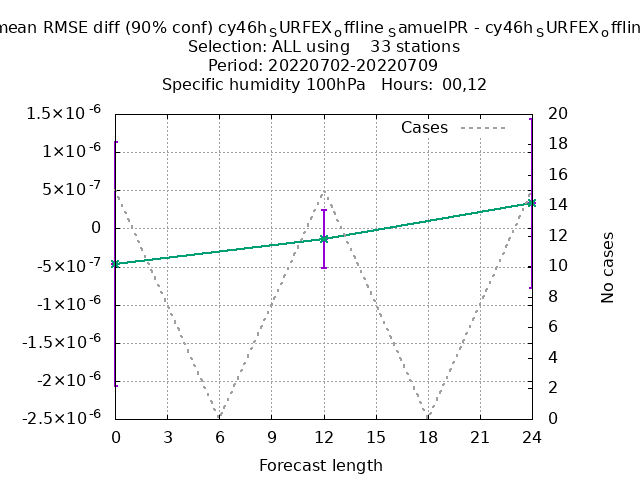 mean RMSE diff (90% conf) cy46hSURFEXoffline samuelPR - cy46hSURFEXoffline
Selection: ALL using    33 stations
Period: 20220702-20220709
Specific humidity 100hPa   Hours: 00,12
Cases
1.5×10-6
1×10-6
5×10-7
0
-5×10-7
-1×10-6
-1.5×10-6
-2×10-6
-2.5×10-6
20
18
16
14
12
10
8
6
4
2
0
No cases
0 3 6 9 12 15 18 21 24
Forecast length